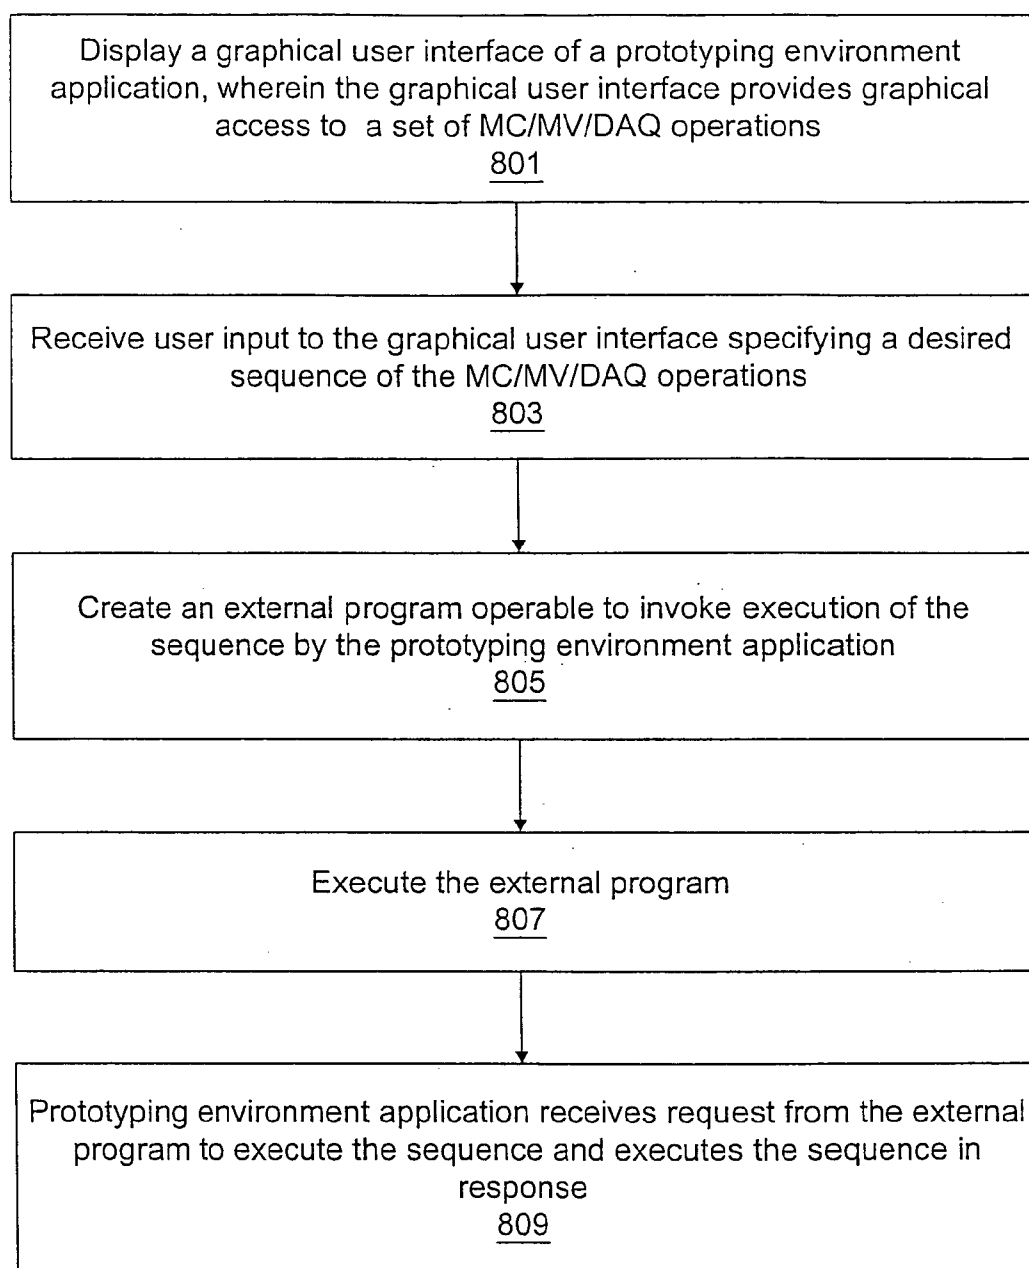 Display a graphical user interface of a prototyping environment
application, wherein the graphical user interface provides graphical
access to a set of MC/MV/DAQ operations
801
Receive user input to the graphical user interface specifying a desired
sequence of the MC/MV/DAQ operations
803
Create an external program operable to invoke execution of the
sequence by the prototyping environment application
805
Execute the external program
807
Prototyping environment application receives request from the external
program to execute the sequence and executes the sequence in
response
809